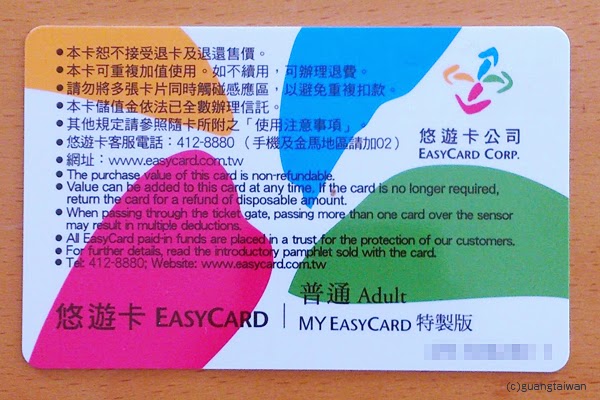 ●本卡恕不接受退卡及退還售價。
●本卡可重複加值使用。如不續用，可辦理退費。
●請勿將多張卡片同時觸碰感應區，以避免重複扣款。
●本卡儲值金依法已全數辦理信託。
●其他規定請參照隨卡所附之「使用注意事項」。
●悠遊卡客服電話：412-8880（手機及金馬地區請加02）
●網址：www.easycard.com.tw
●The purchase value of this card is non-refundable.
●Value can be added to this card at any time. If the card is no longer required,
return the card for a refund of disposable amount.
●When passing through the ticket gate, passing more than one card over the sensor
may result in multiple deductions.
●All EasyCard paid-in funds are placed in a trust for the protection of our customers.
●For further details, read the introductory pamphlet sold with the card.
●Tel: 412-8880; Website: www.easycard.com.tw
悠遊卡公司
EASYCARD CORP.
悠遊卡 EASYCARD
普通 Adult
MY EASYCARD 特製版
(c)guangtaiwan